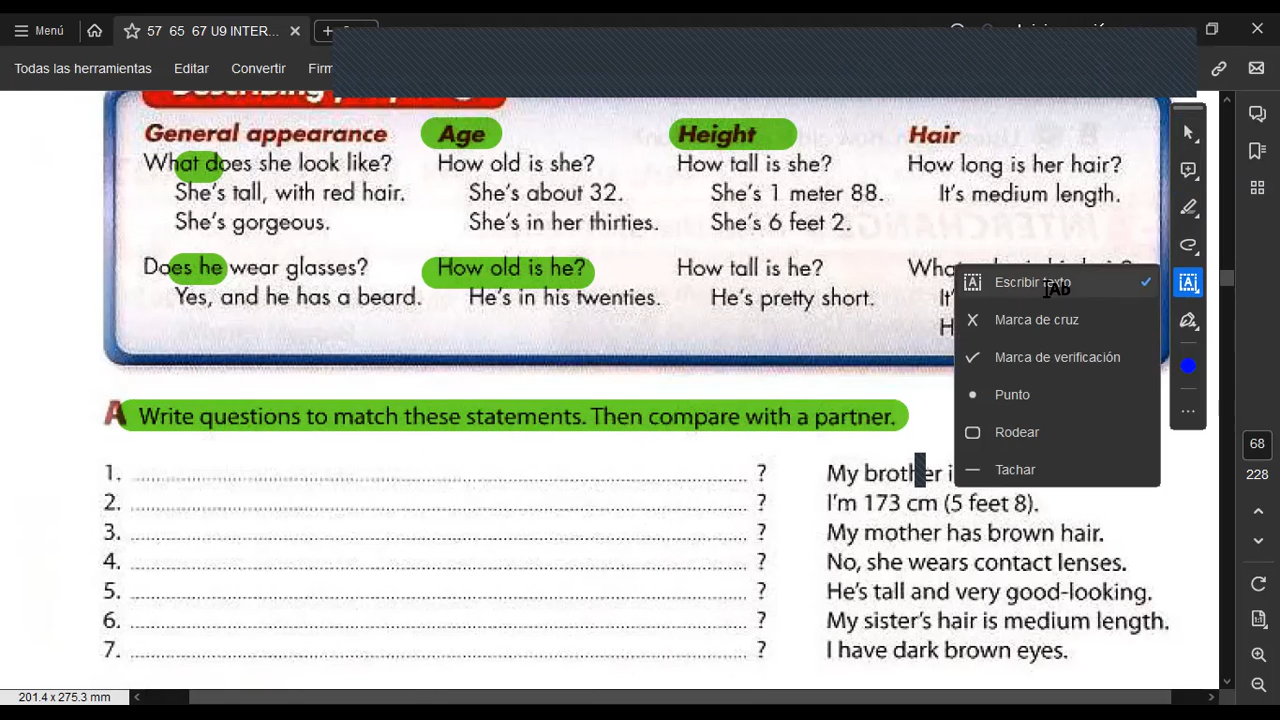 Menú
57 65 67 U9 INTER...
Todas las herramientas Editar Convertir Firm
General appearance
What does she look like?
She's tall, with red hair.
She's gorgeous.
Does he wear glasses?
Yes, and he has a beard.
Age
How old is she?
She's about 32.
She's in her thirties.
How old is he?
He's in his twenties.
Height
How tall is she?
She's 1 meter 88.
She's 6 feet 2.
How tall is he?
He's pretty short.
Hair
How long is her hair?
It's medium length.
Escribir texto
Marca de cruz
Marca de verificación
Punto
Rodear
Tachar
A Write questions to match these statements. Then compare with a partner.
1. ? My brother
2. ? I'm 173 cm (5 feet 8).
3. ? My mother has brown hair.
4. ? No, she wears contact lenses.
5. ? He's tall and very good-looking.
6. ? My sister's hair is medium length.
7. ? I have dark brown eyes.
68
228
201.4 x 275.3 mm